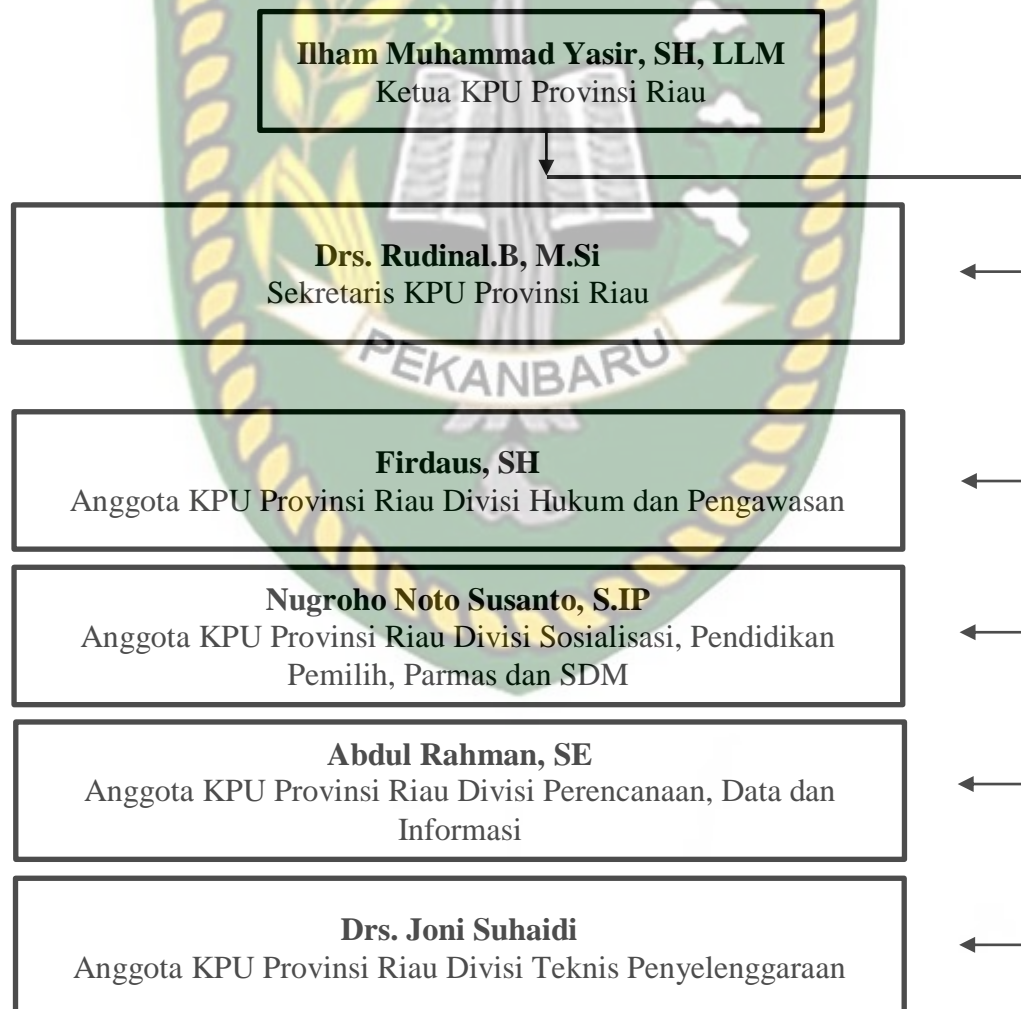 Ilham Muhammad Yasir, SH, LLM
Ketua KPU Provinsi Riau
Drs. Rudinal.B, M.Si
Sekretaris KPU Provinsi Riau
PEKANBARU
Firdaus, SH
Anggota KPU Provinsi Riau Divisi Hukum dan Pengawasan
Nugroho Noto Susanto, S.IP
Anggota KPU Provinsi Riau Divisi Sosialisasi, Pendidikan
Pemilih, Parmas dan SDM
Abdul Rahman, SE
Anggota KPU Provinsi Riau Divisi Perencanaan, Data dan
Informasi
Drs. Joni Suhaidi
Anggota KPU Provinsi Riau Divisi Teknis Penyelenggaraan